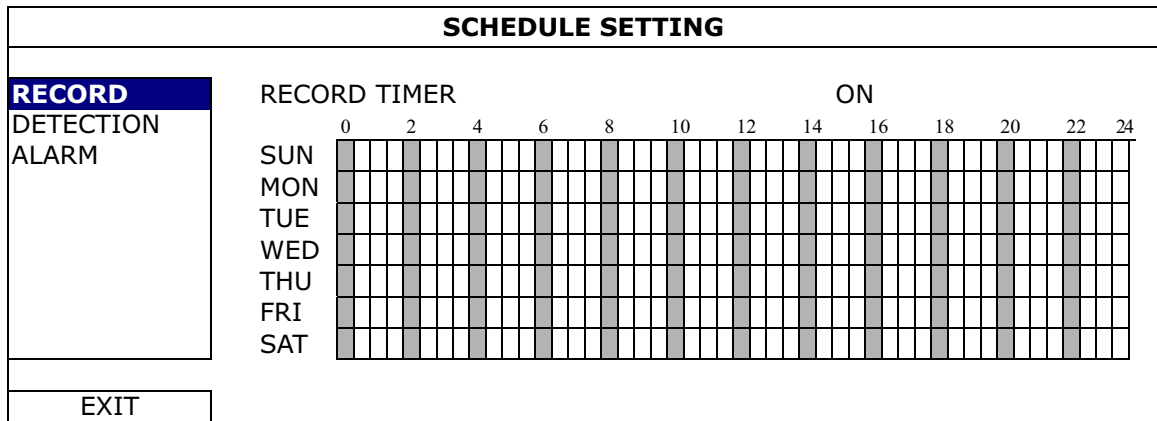 SCHEDULE SETTING
RECORD
DETECTION
ALARM
RECORD TIMER ON
0 2 4 6 8 10 12 14 16 18 20 22 24
SUN
MON
TUE
WED
THU
FRI
SAT
EXIT